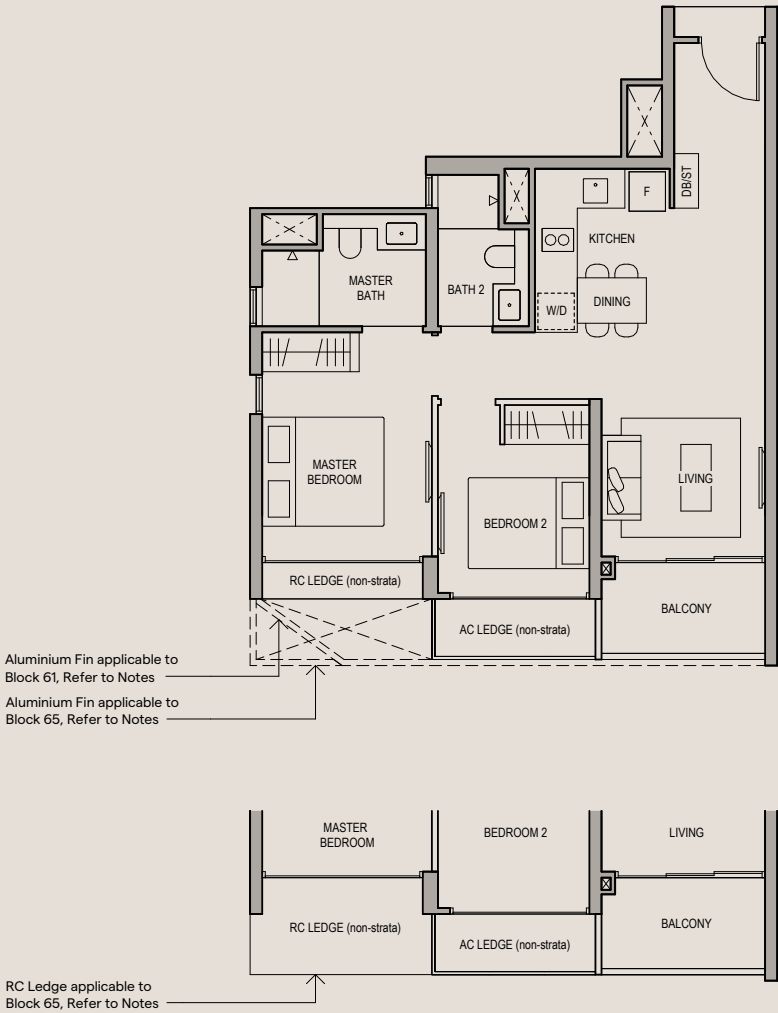 DB/ST
F
KITCHEN
MASTER
BATH
BATH 2
W/D
DINING
MASTER
BEDROOM
BEDROOM 2
LIVING
RC LEDGE (non-strata)
AC LEDGE (non-strata)
BALCONY
Aluminium Fin applicable to
Block 61, Refer to Notes
Aluminium Fin applicable to
Block 65, Refer to Notes
MASTER
BEDROOM
BEDROOM 2
LIVING
RC LEDGE (non-strata)
AC LEDGE (non-strata)
BALCONY
RC Ledge applicable to
Block 65, Refer to Notes